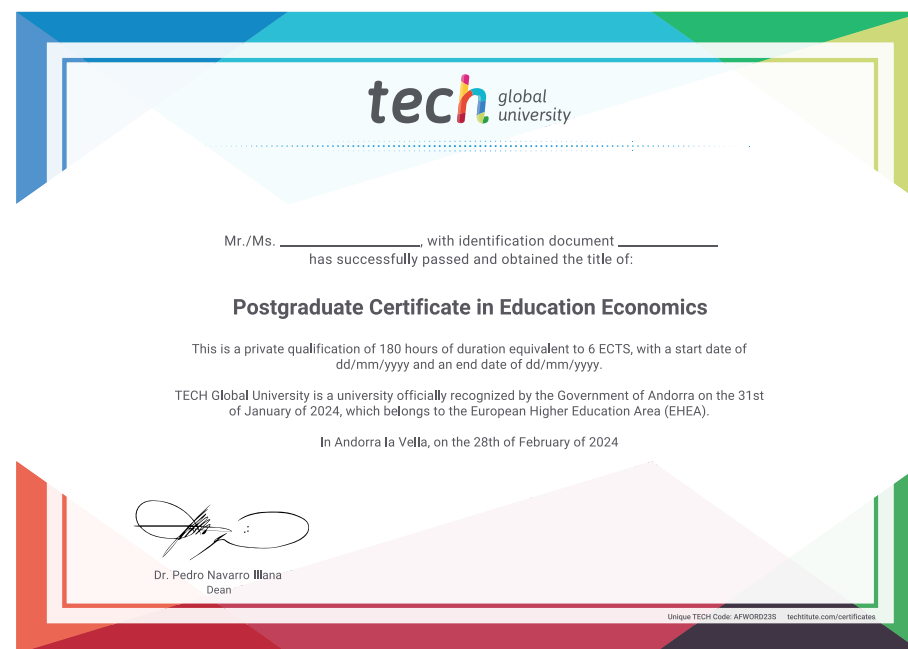 tech global university
Mr./Ms. ____________________, with identification document ______________
has successfully passed and obtained the title of:
Postgraduate Certificate in Education Economics
This is a private qualification of 180 hours of duration equivalent to 6 ECTS, with a start date of
dd/mm/yyyy and an end date of dd/mm/yyyy.
TECH Global University is a university officially recognized by the Government of Andorra on the 31st
of January of 2024, which belongs to the European Higher Education Area (EHEA).
In Andorra la Vella, on the 28th of February of 2024
Dr. Pedro Navarro Illana
Dean
Unique TECH Code: AFWORD23S techtitute.com/certificates